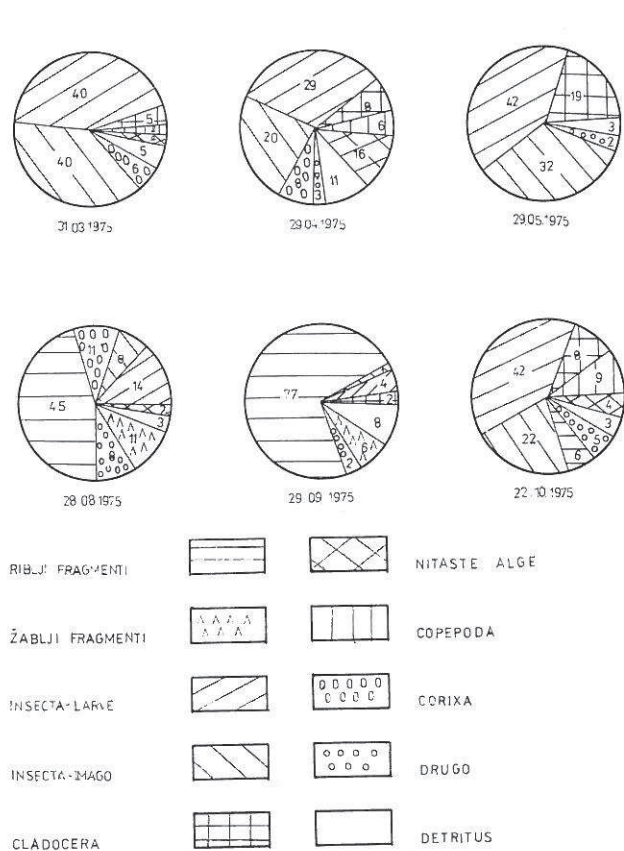 40 5 2 5 6 40
31 03 1975
29 8 6 16 11 3 8 20
29.04.1975
42 19 3 2 32
29.05.1975
45 11 8 14 2 3 11 8
28 08 1975
77 4 2 8 6 2
29. 09 1975
42 8 9 4 5 6 22
22.10.1975
RIBLJI FRAGMENTI
NITASTE ALGE
ŽABLJI FRAGMENTI
COPEPODA
INSECTA-LARVE
CORIXA
INSECTA-IMAGO
DRUGO
CLADOCERA
DETRITUS